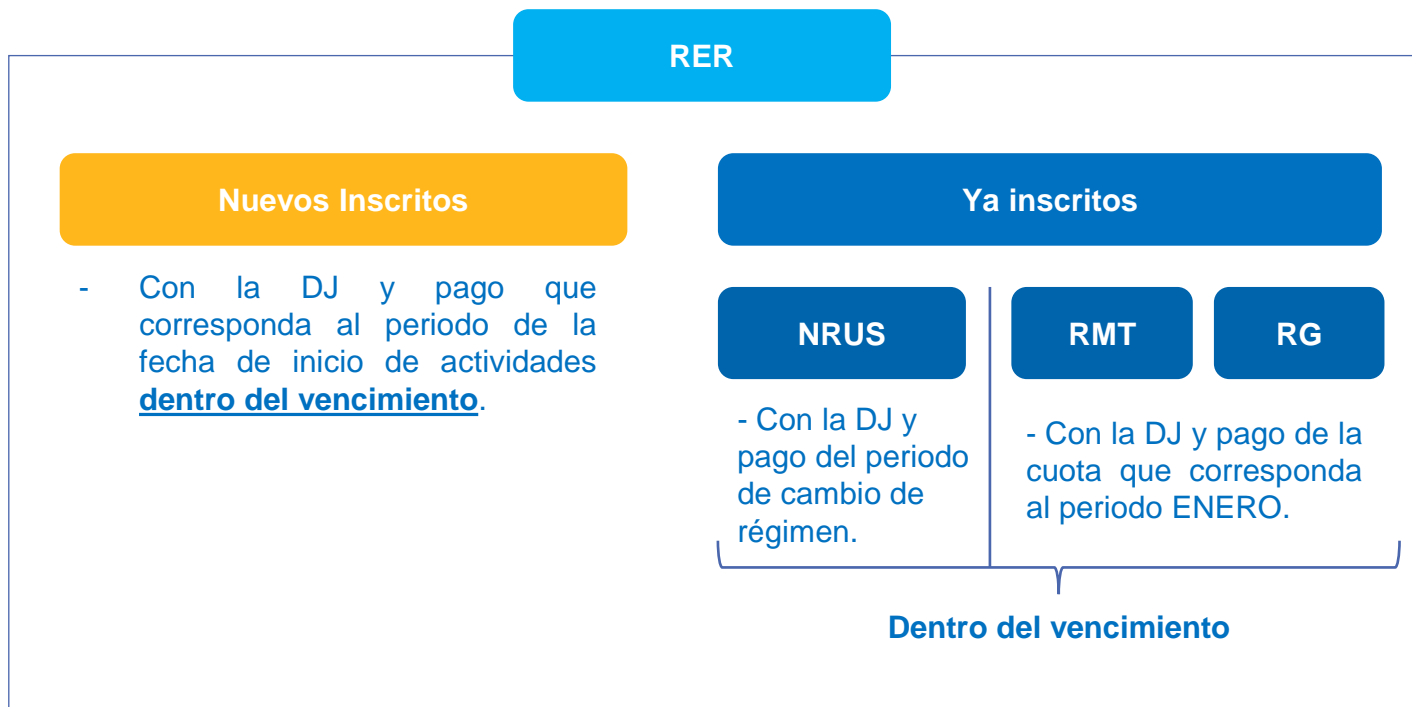 RER
Nuevos Inscritos
- Con la DJ y pago que
corresponda al periodo de la
fecha de inicio de actividades
dentro del vencimiento.
Ya inscritos
NRUS
- Con la DJ y
pago del periodo
de cambio de
régimen.
RMT
RG
- Con la DJ y pago de la
cuota que corresponda
al periodo ENERO.
Dentro del vencimiento